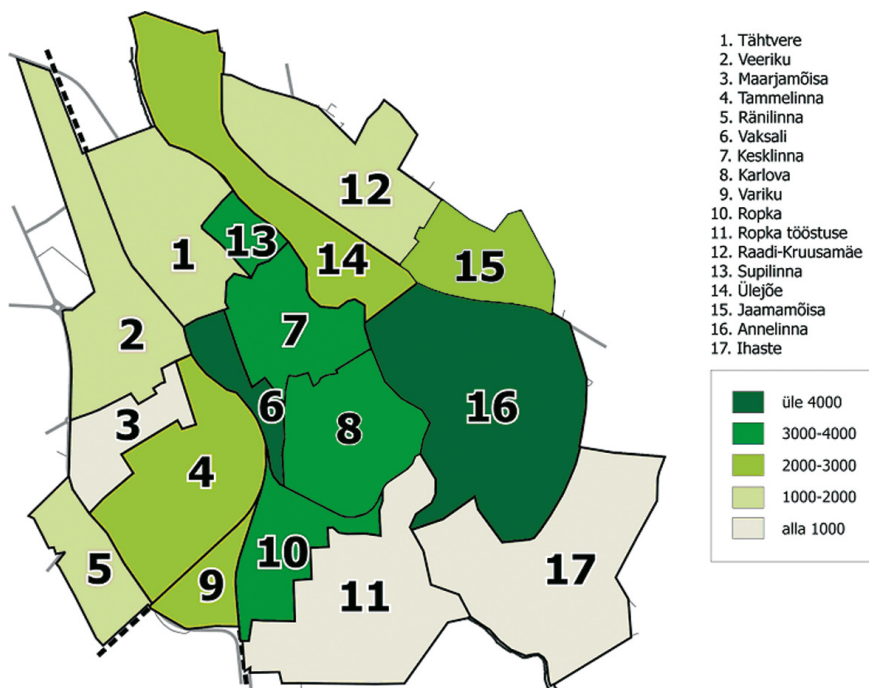 1. Tähtvere
2. Veeriku
3. Maarjamõisa
4. Tammelinna
5. Ränilinna
6. Vaksali
7. Kesklinna
8. Karlova
9. Variku
10. Ropka
11. Ropka tööstuse
12. Raadi-Kruusamäe
13. Supilinna
14. Ülejõe
15. Jaamamõisa
16. Annelinna
17. Ihaste
üle 4000
3000-4000
2000-3000
1000-2000
alla 1000
12
13
1
14
15
7
2
6
16
3
8
4
10
5
9
11
17